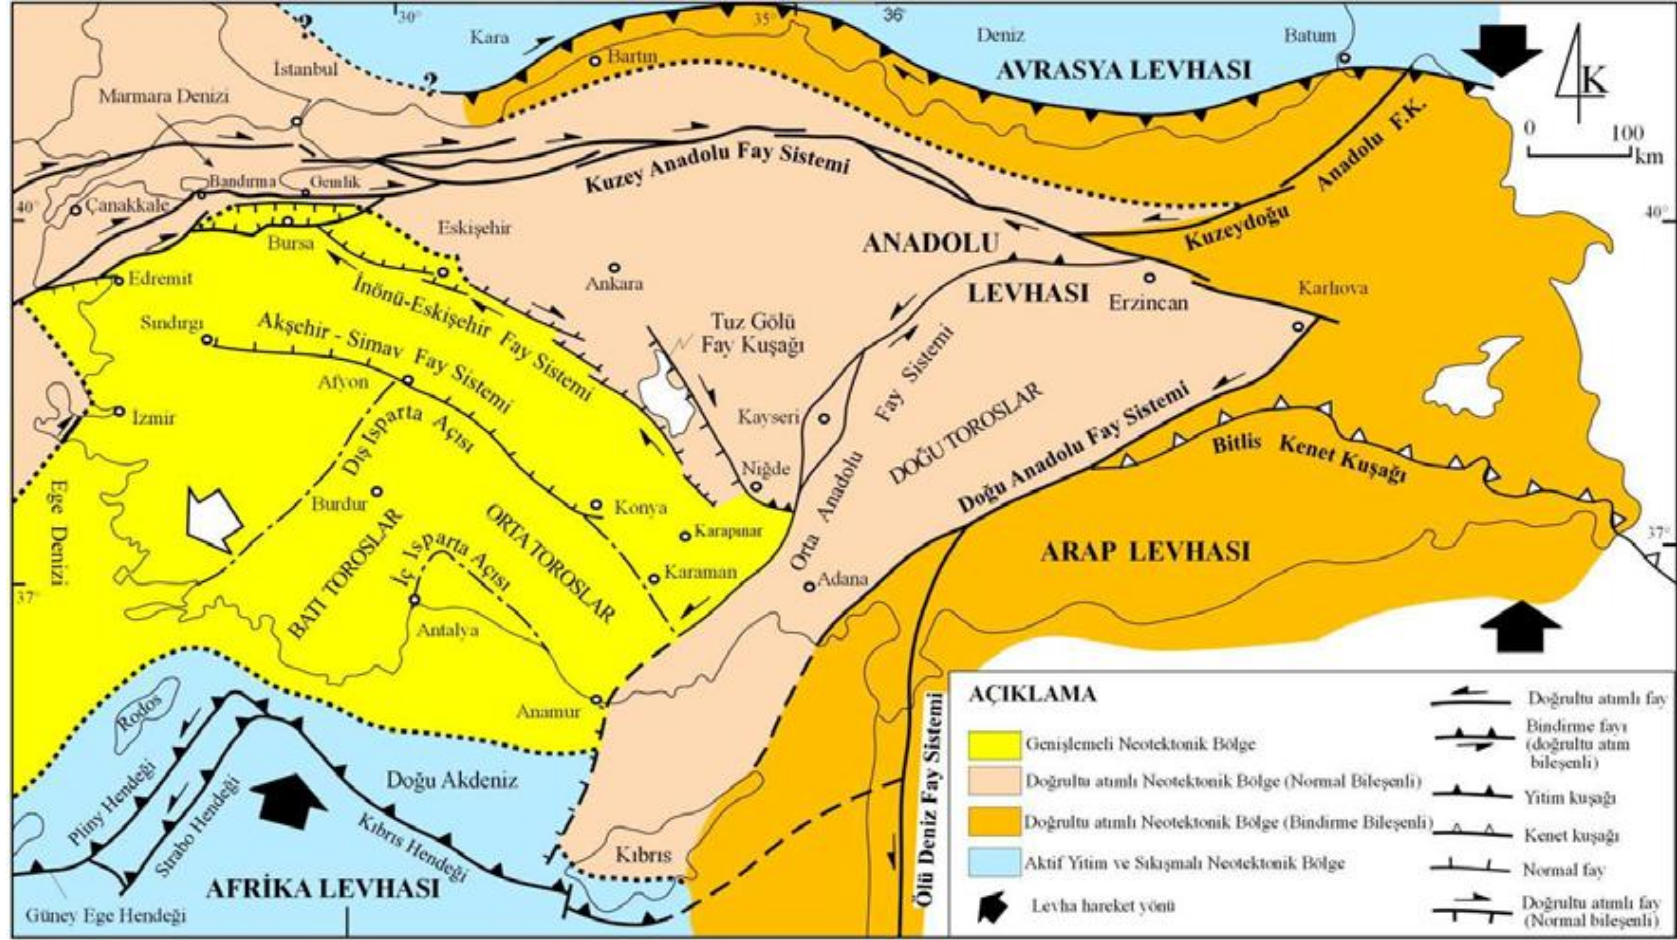 30°
35°
36°
?
Kara
Deniz
Batum
Bartın
İstanbul
?
AVRASYA LEVHASI
K
Marmara Denizi
0 100
km
Kuzey Anadolu Fay Sistemi
Anadolu F.K.
Bandırma
Gemlik
40°
Çanakkale
40°
Kuzeydoğu
Bursa
Eskişehir
ANADOLU
LEVHASI
Edremit
Ankara
Erzincan
Karlıova
İnönü-Eskişehir Fay Sistemi
Sındırgı
Akşehir - Simav Fay Sistemi
Tuz Gölü
Fay Kuşağı
Afyon
İzmir
Dış Isparta Açısı
Kayseri
Orta Anadolu Fay Sistemi
DOĞU TOROSLAR
Doğu Anadolu Fay Sistemi
Bitlis Kenet Kuşağı
Niğde
Ege Denizi
Burdur
Konya
Karapınar
BATI TOROSLAR
İç Isparta Açısı
ORTA TOROSLAR
ARAP LEVHASI
37°
37°
Karaman
Adana
Antalya
Anamur
Rodos
Pliny Hendeği
Strabo Hendeği
Doğu Akdeniz
Kıbrıs Hendeği
Kıbrıs
AFRİKA LEVHASI
Güney Ege Hendeği
Ölü Deniz Fay Sistemi
AÇIKLAMA
Genişlemeli Neotektonik Bölge
Doğrultu atımlı Neotektonik Bölge (Normal Bileşenli)
Doğrultu atımlı Neotektonik Bölge (Bindirme Bileşenli)
Aktif Yitim ve Sıkışmalı Neotektonik Bölge
Levha hareket yönü
Doğrultu atımlı fay
Bindirme fayı
(doğrultu atım
bileşenli)
Yitim kuşağı
Kenet kuşağı
Normal fay
Doğrultu atımlı fay
(Normal bileşenli)